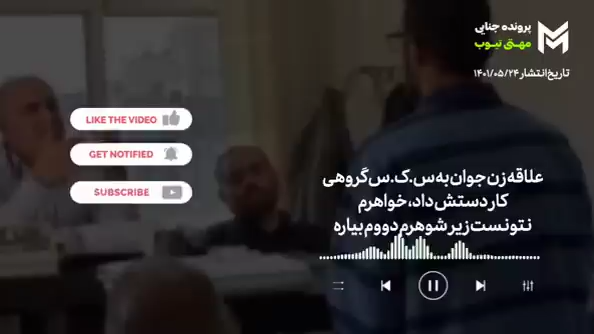 پرونده جنایی
مهتی تیوب
تاریخ انتشار ۱۴۰۱/۰۵/۲۴
LIKE THE VIDEO
GET NOTIFIED
SUBSCRIBE
علاقه زن جوان به س.ک.س گروهی
کار دستش داد، خواهرم
نتونست زیر شوهرم دووم بیاره